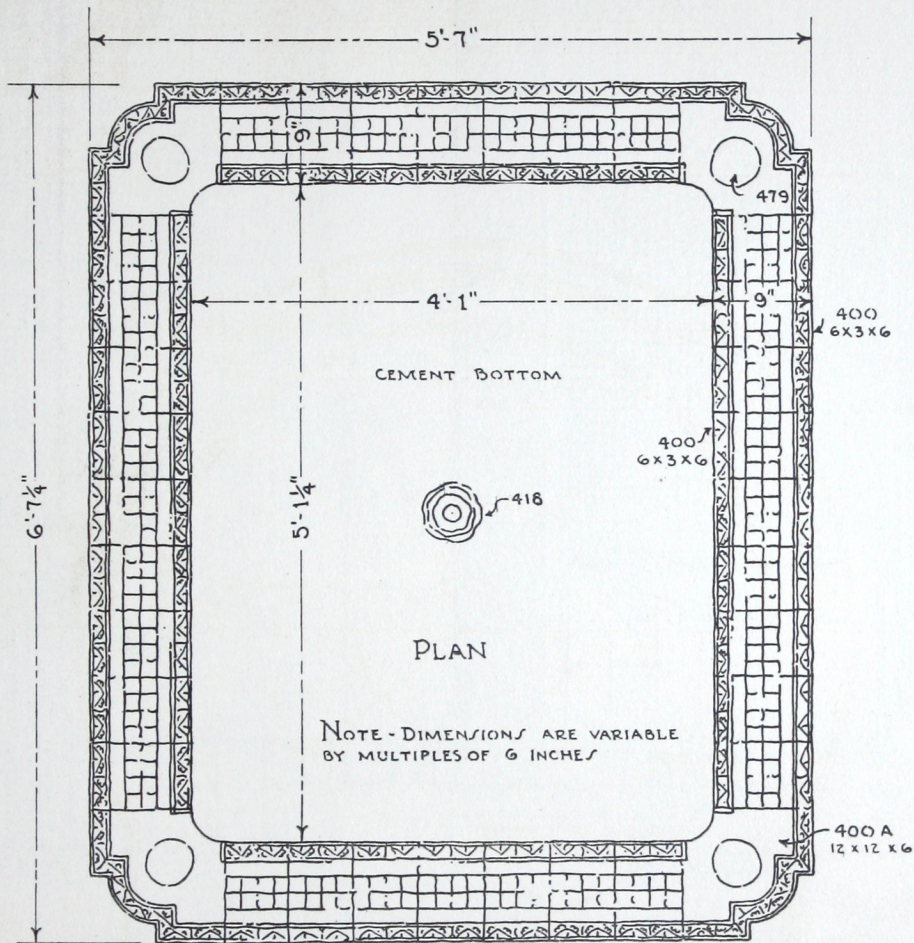 5'-7"
9"
479
4'-1"
9"
400
6x3x6
CEMENT BOTTOM
400
6x3x6
6'-7¼"
5'-1¼"
418
PLAN
NOTE - DIMENSIONS ARE VARIABLE
BY MULTIPLES OF 6 INCHES
400 A
12 x 12 x 6